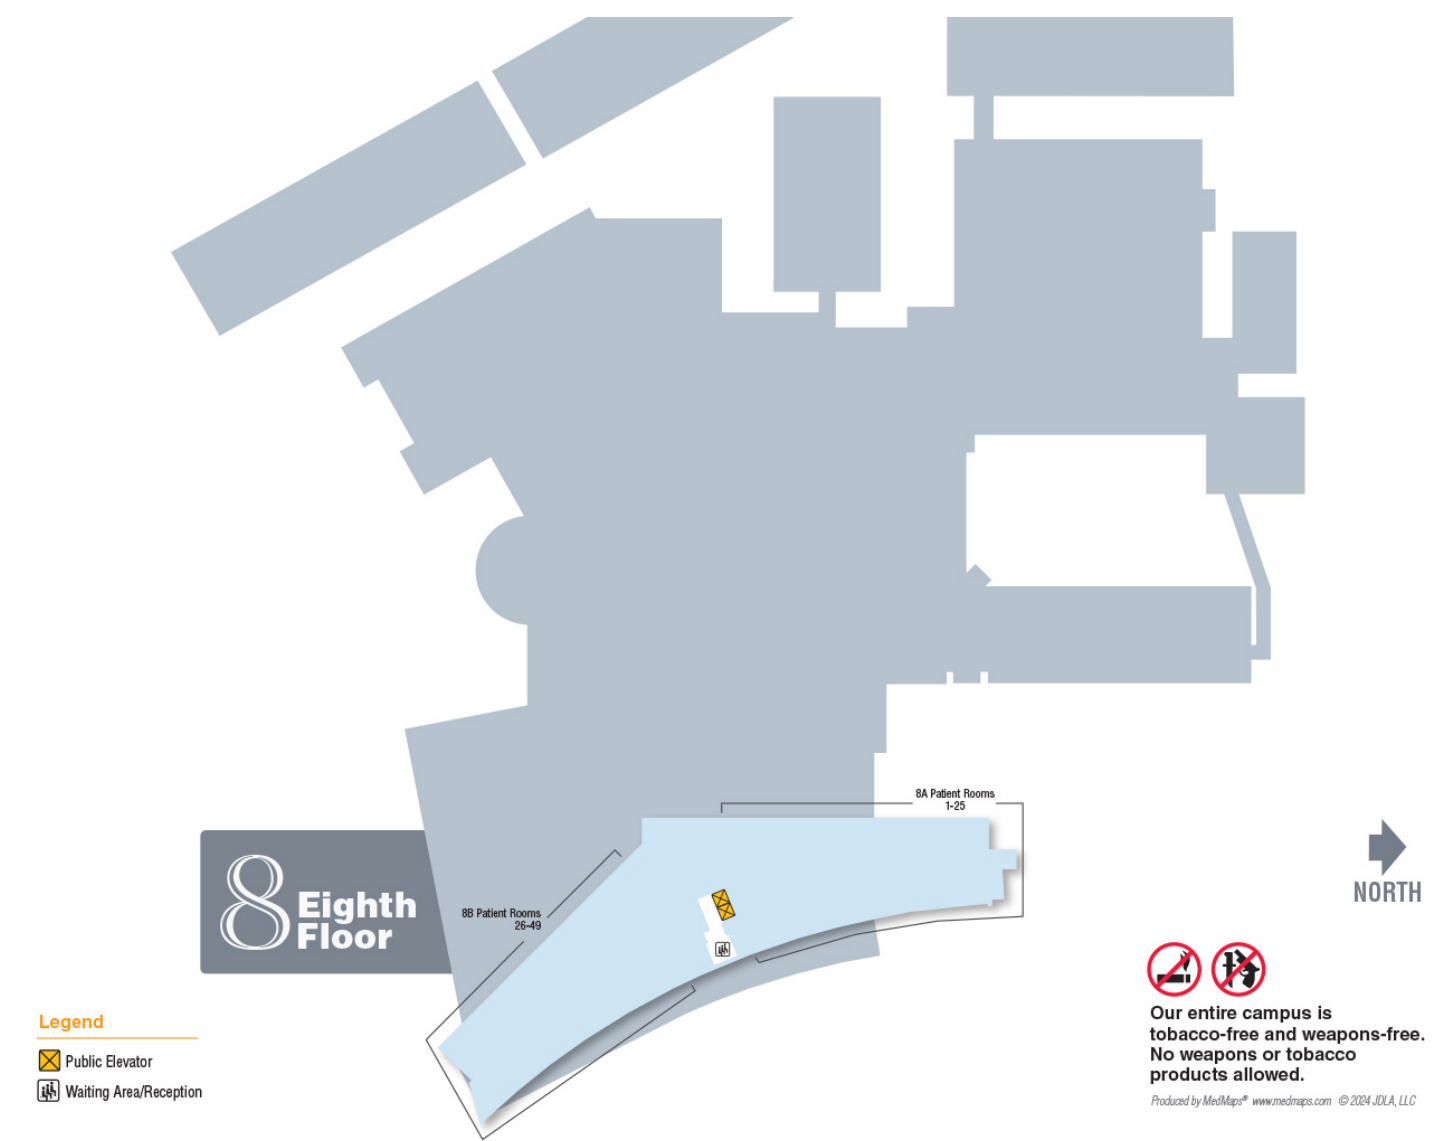 8A Patient Rooms
1-25
8B Patient Rooms
26-49
8 Eighth
Floor
NORTH
Legend
Public Elevator
Waiting Area/Reception
Our entire campus is
tobacco-free and weapons-free.
No weapons or tobacco
products allowed.
Produced by MedMaps® www.medmaps.com © 2024 JDLA, LLC